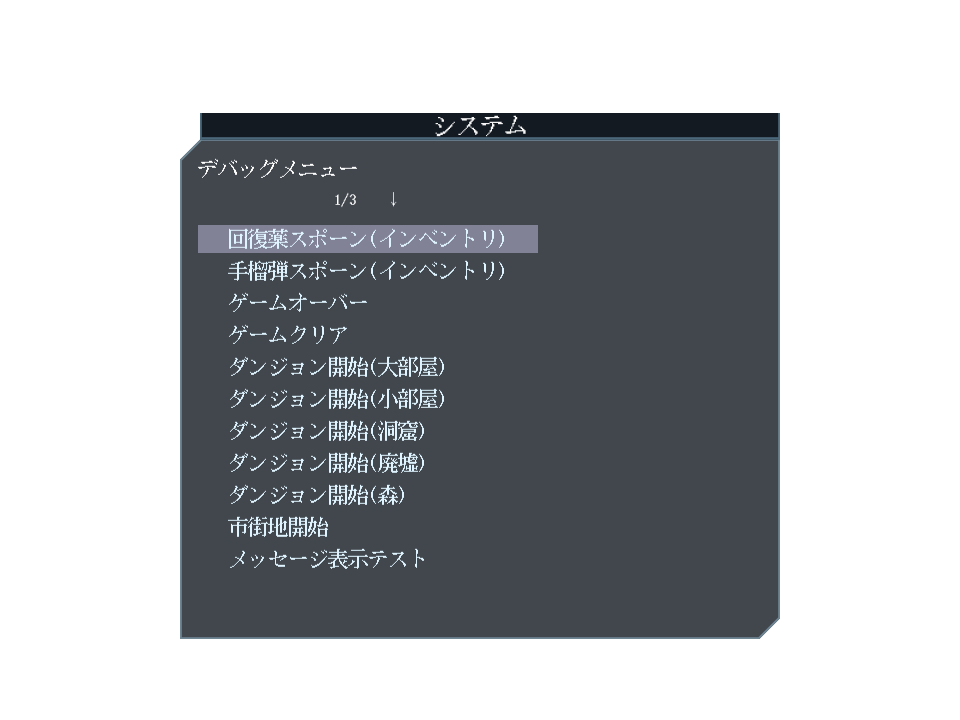 システム
デバッグメニュー
1/3 ↓
回復薬スポーン(インベントリ)
手榴弾スポーン(インベントリ)
ゲームオーバー
ゲームクリア
ダンジョン開始(大部屋)
ダンジョン開始(小部屋)
ダンジョン開始(洞窟)
ダンジョン開始(廃墟)
ダンジョン開始(森)
市街地開始
メッセージ表示テスト